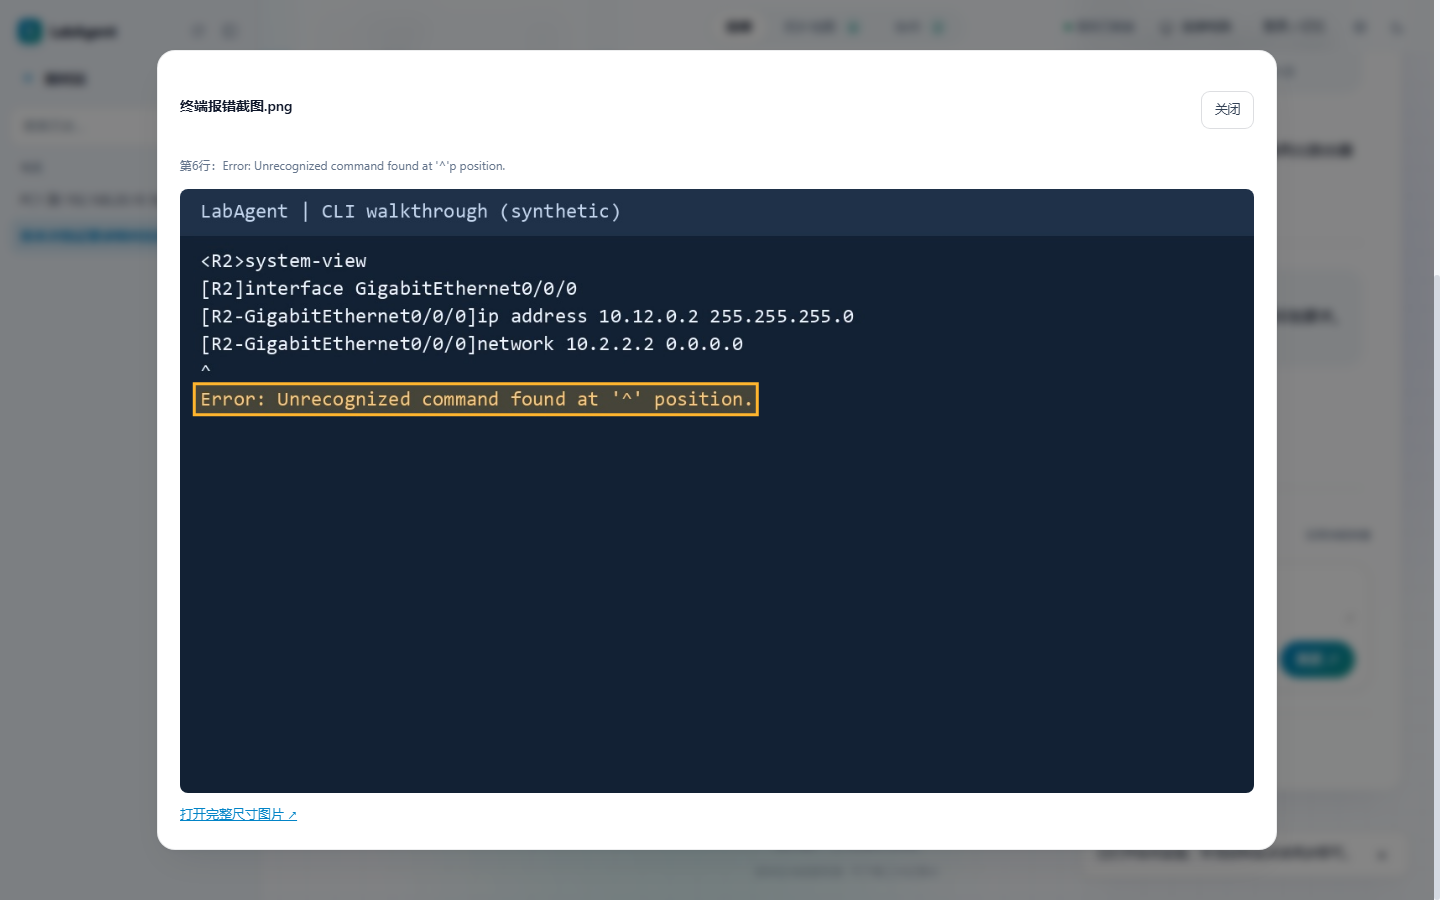 LabAgent
终端报错截图.png
关闭
第6行：Error: Unrecognized command found at '^'p position.
LabAgent | CLI walkthrough (synthetic)
<R2>system-view
[R2]interface GigabitEthernet0/0/0
[R2-GigabitEthernet0/0/0]ip address 10.12.0.2 255.255.255.0
[R2-GigabitEthernet0/0/0]network 10.2.2.2 0.0.0.0
^
Error: Unrecognized command found at '^' position.
打开完整尺寸图片 ↗